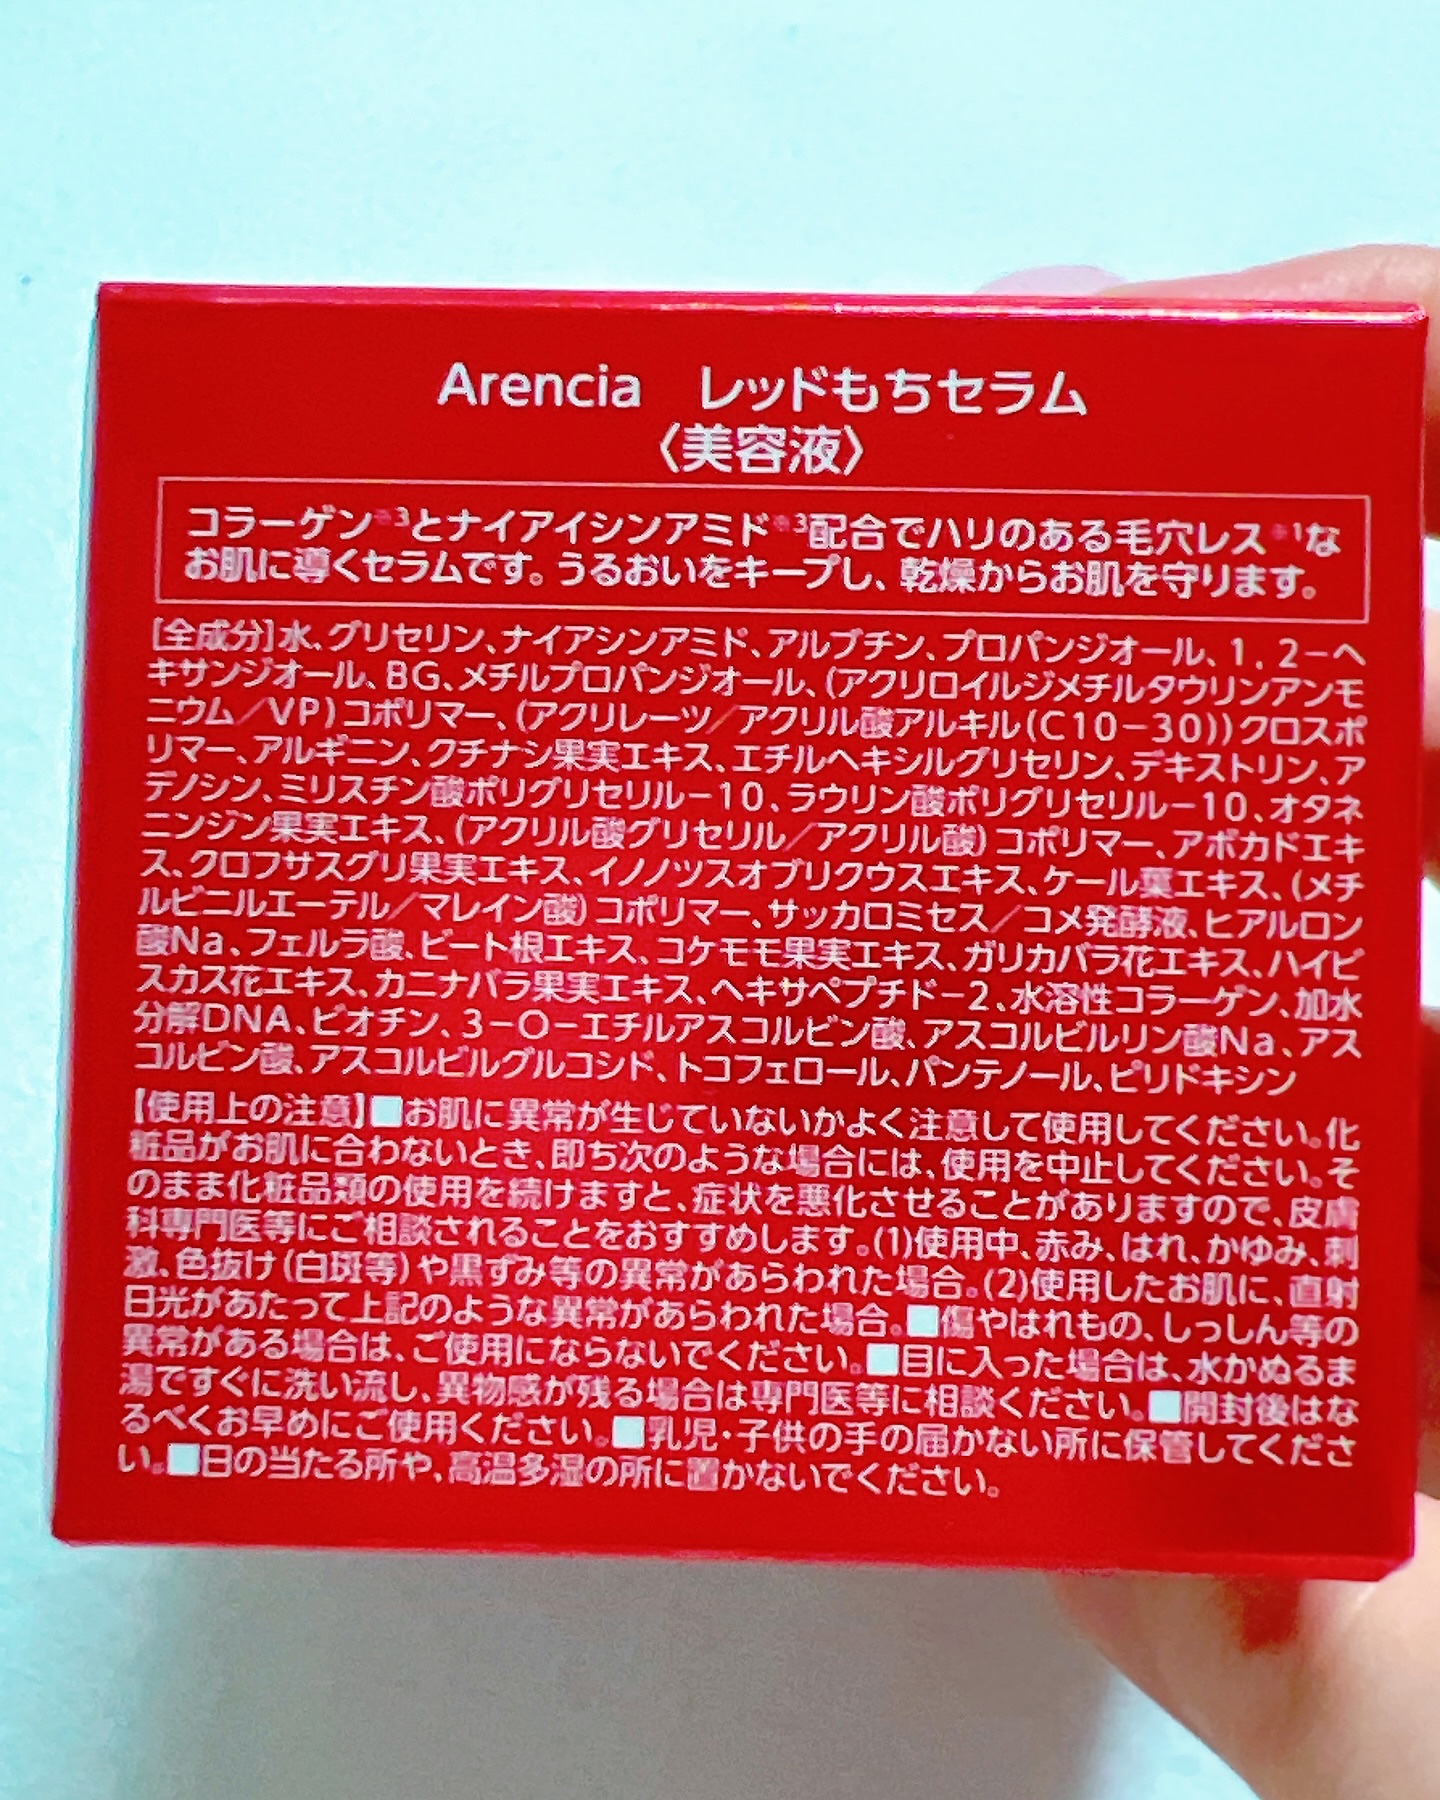 Arencia レッドもちセラム
〈美容液〉
コラーゲン※3とナイアイシンアミド※3配合でハリのある毛穴レス※1な
お肌に導くセラムです。うるおいをキープし、乾燥からお肌を守ります。
[全成分]水、グリセリン、ナイアシンアミド、アルブチン、プロパンジオール、1,2-ヘ
キサンジオール、BG、メチルプロパンジオール、(アクリロイルジメチルタウリンアンモ
ニウム/VP)コポリマー、(アクリレーツ/アクリル酸アルキル(C10-30))クロスポ
リマー、アルギニン、クチナシ果実エキス、エチルヘキシルグリセリン、デキストリン、ア
デノシン、ミリスチン酸ポリグリセリル-10、ラウリン酸ポリグリセリル-10、オタネ
ニンジン果実エキス、(アクリル酸グリセリル/アクリル酸)コポリマー、アボカドエキ
ス、クロフサスグリ果実エキス、イノノツスオブリクウスエキス、ケール葉エキス、(メチ
ルビニルエーテル/マレイン酸)コポリマー、サッカロミセス/コメ発酵液、ヒアルロン
酸Na、フェルラ酸、ビート根エキス、コケモモ果実エキス、ガリカバラ花エキス、ハイビ
スカス花エキス、カニナバラ果実エキス、ヘキサペプチド-2、水溶性コラーゲン、加水
分解DNA、ビオチン、3-O-エチルアスコルビン酸、アスコルビルリン酸Na、アス
コルビン酸、アスコルビルグルコシド、トコフェロール、パンテノール、ピリドキシン
【使用上の注意】■お肌に異常が生じていないかよく注意して使用してください。化
粧品がお肌に合わないとき、即ち次のような場合には、使用を中止してください。そ
のまま化粧品類の使用を続けますと、症状を悪化させることがありますので、皮膚
科専門医等にご相談されることをおすすめします。(1)使用中、赤み、はれ、かゆみ、刺
激、色抜け(白斑等)や黒ずみ等の異常があらわれた場合。(2)使用したお肌に、直射
日光があたって上記のような異常があらわれた場合。■傷やはれもの、しっしん等の
異常がある場合は、ご使用にならないでください。■目に入った場合は、水かぬるま
湯ですぐに洗い流し、異物感が残る場合は専門医等に相談ください。■開封後はな
るべくお早めにご使用ください。■乳児・子供の手の届かない所に保管してくださ
い。■日の当たる所や、高温多湿の所に置かないでください。